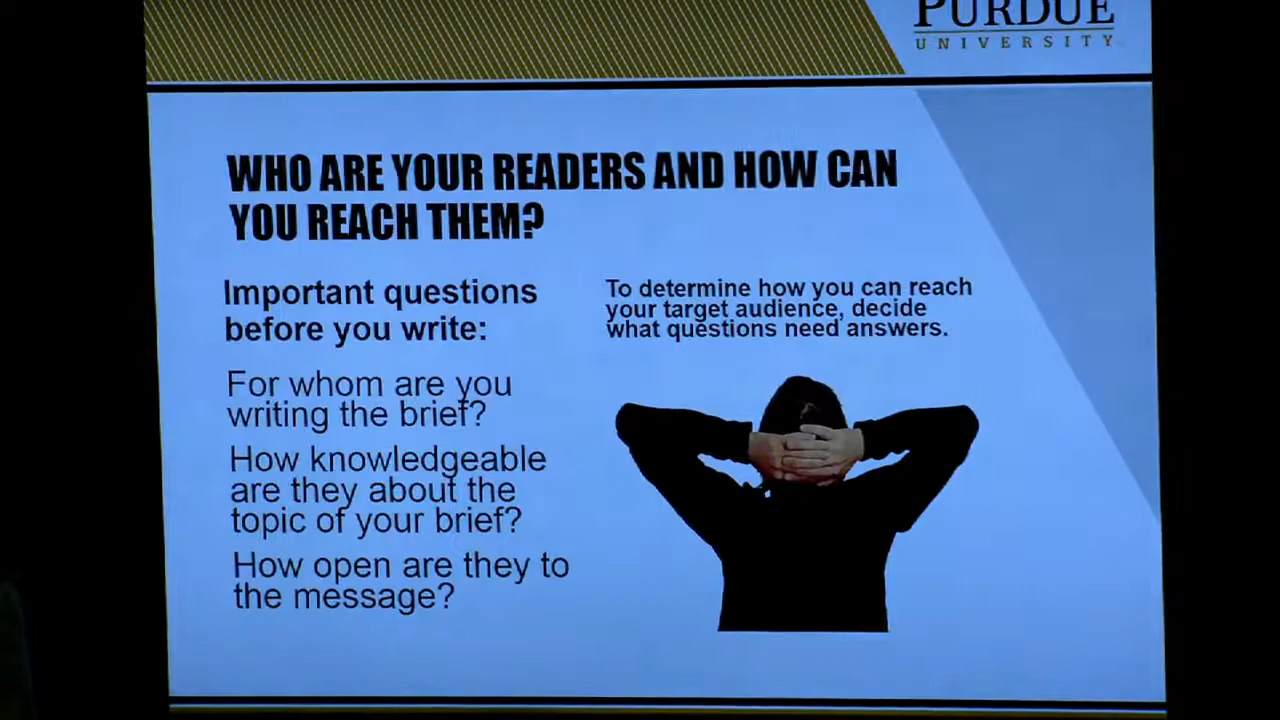 PURDUE
UNIVERSITY
WHO ARE YOUR READERS AND HOW CAN
YOU REACH THEM?
Important questions
before you write:
For whom are you
writing the brief?
How knowledgeable
are they about the
topic of your brief?
How open are they to
the message?
To determine how you can reach
your target audience, decide
what questions need answers.